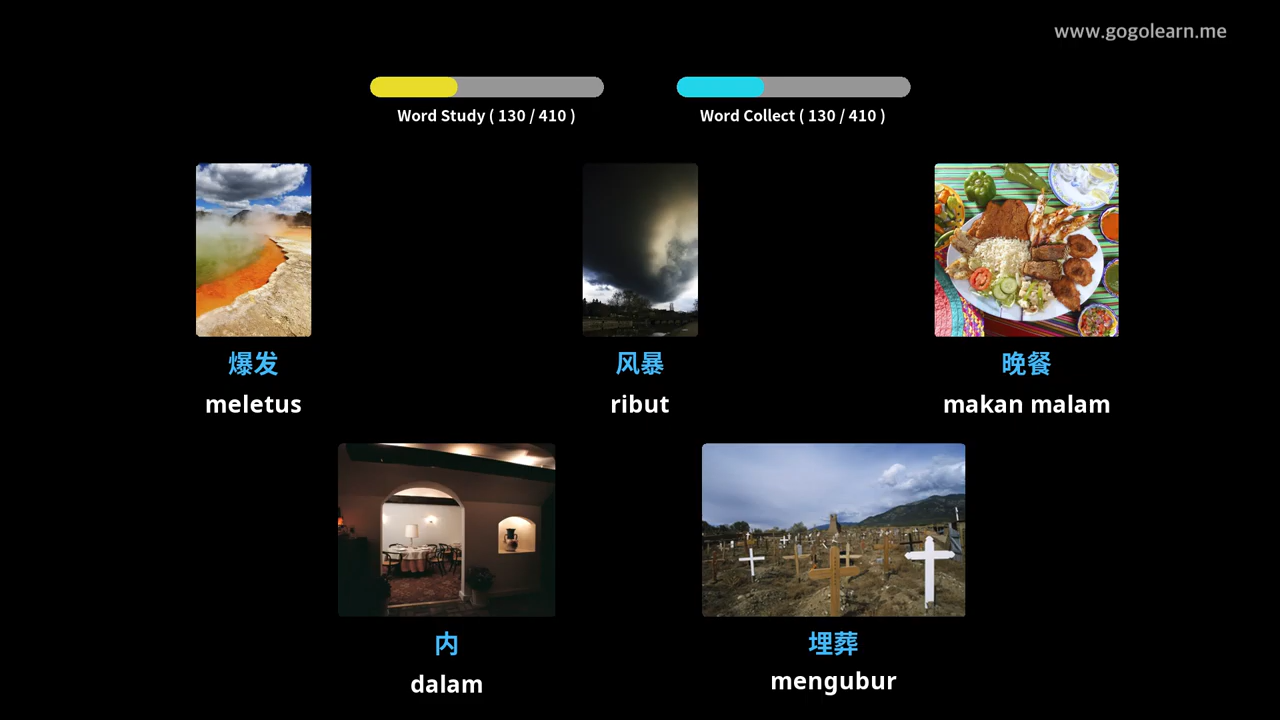 www.gogolearn.me
Word Study ( 130 / 410 )
Word Collect ( 130 / 410 )
爆发
meletus
风暴
ribut
晚餐
makan malam
内
dalam
埋葬
mengubur